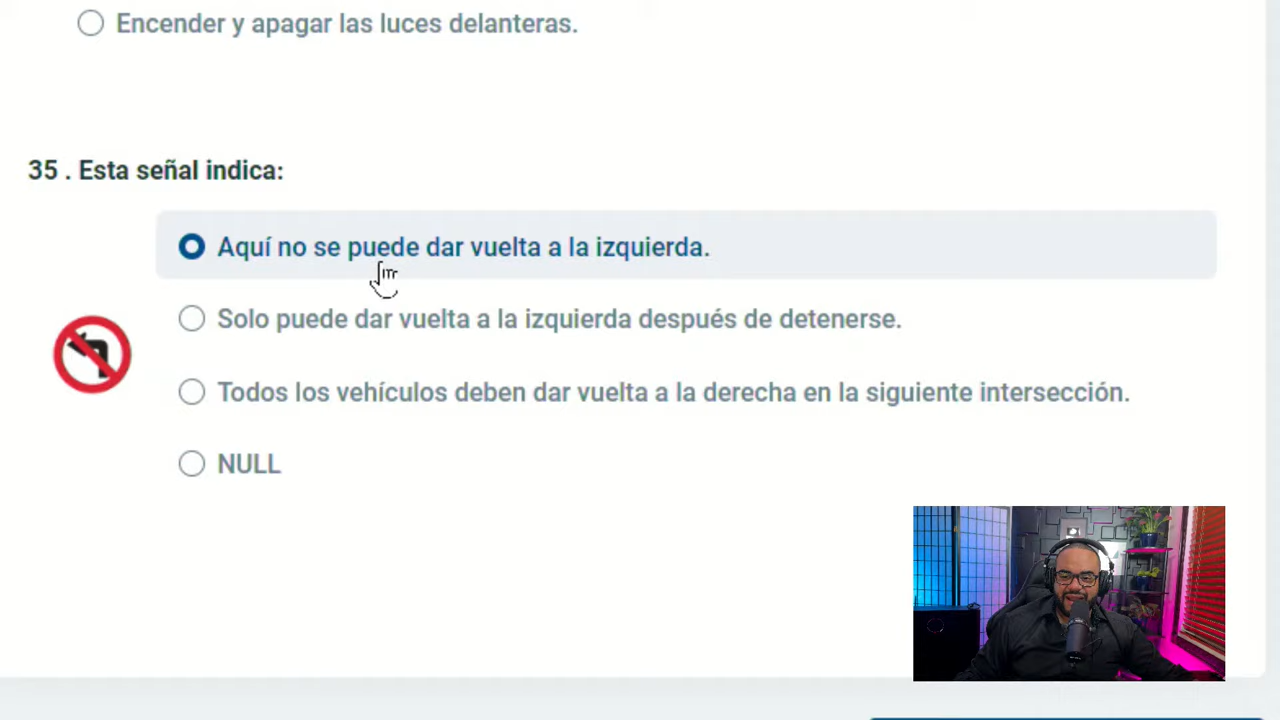 Encender y apagar las luces delanteras.
35 . Esta señal indica:
Aquí no se puede dar vuelta a la izquierda.
Solo puede dar vuelta a la izquierda después de detenerse.
Todos los vehículos deben dar vuelta a la derecha en la siguiente intersección.
NULL